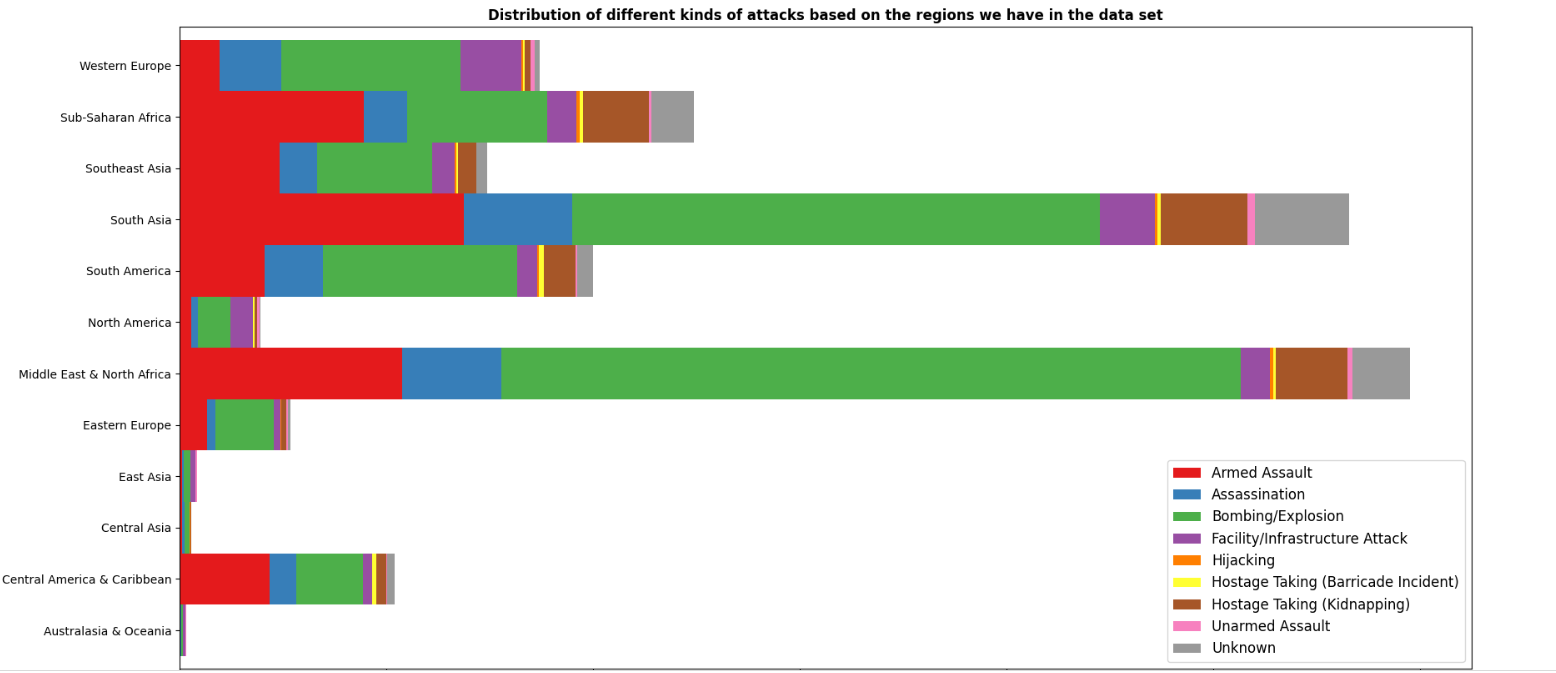 Distribution of different kinds of attacks based on the regions we have in the data set
Western Europe
Sub-Saharan Africa
Southeast Asia
South Asia
South America
North America
Middle East & North Africa
Eastern Europe
East Asia
Central Asia
Central America & Caribbean
Australasia & Oceania
Armed Assault
Assassination
Bombing/Explosion
Facility/Infrastructure Attack
Hijacking
Hostage Taking (Barricade Incident)
Hostage Taking (Kidnapping)
Unarmed Assault
Unknown